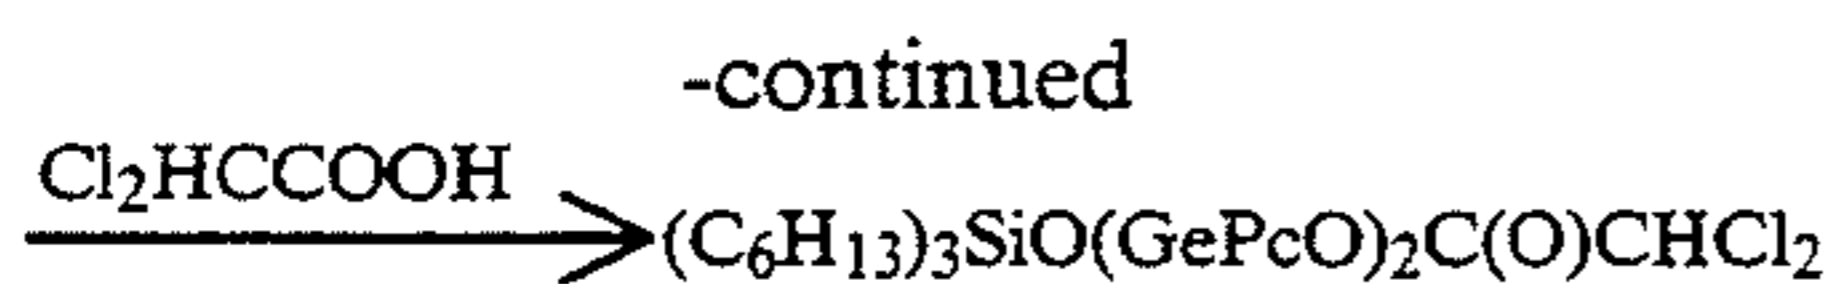 -continued
Cl₂HCCOOH
(C₆H₁₃)₃SiO(GePcO)₂C(O)CHCl₂